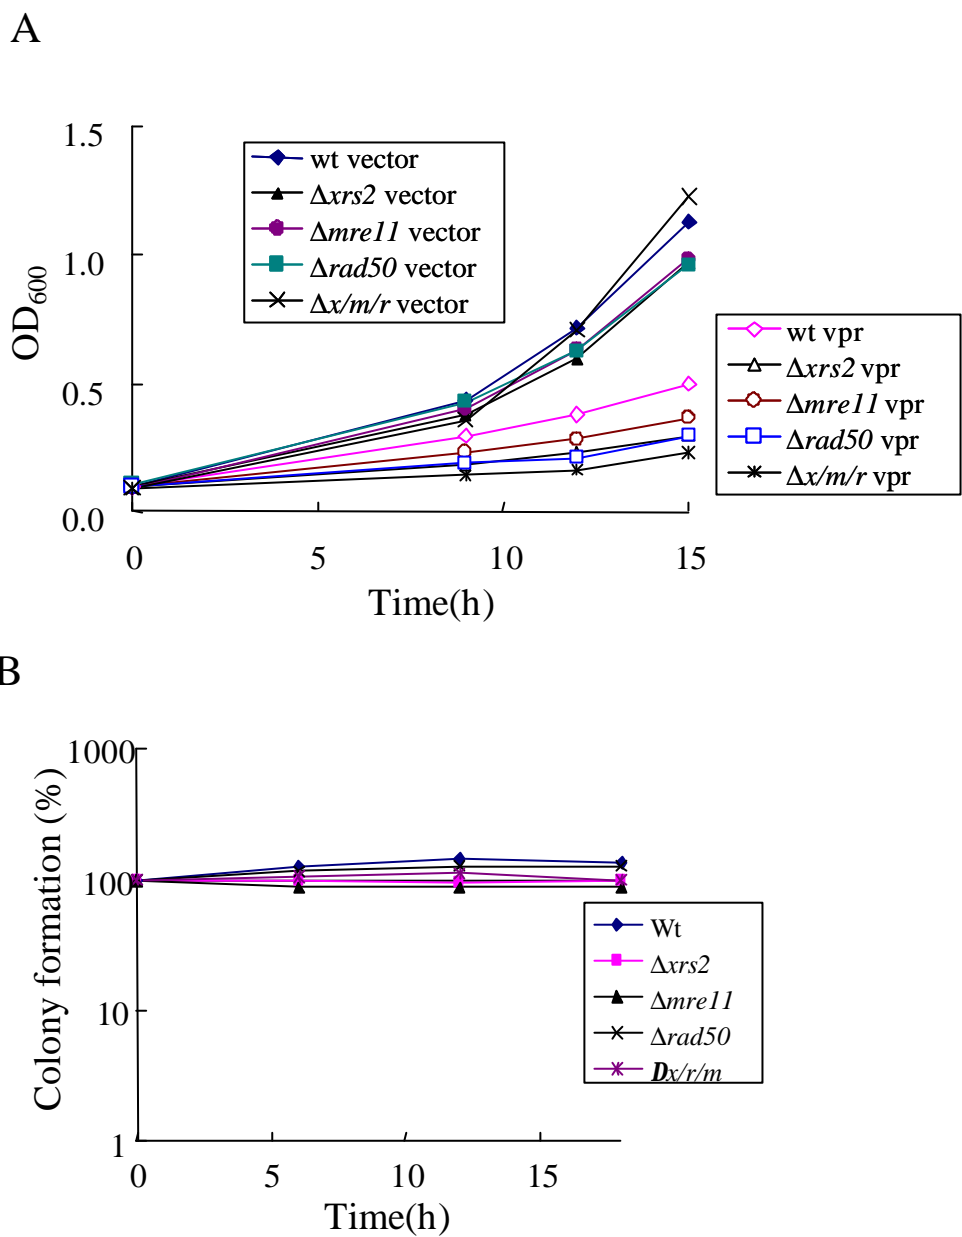 A
1.5
1.0
0.5
0.0
OD600
wt vector
Δxrs2 vector
Δmre11 vector
Δrad50 vector
Δx/m/r vector
wt vpr
Δxrs2 vpr
Δmre11 vpr
Δrad50 vpr
Δx/m/r vpr
0 5 10 15
Time(h)
B
1000
100
10
1
Colony formation (%)
Wt
Δxrs2
Δmre11
Δrad50
Dx/r/m
0 5 10 15
Time(h)